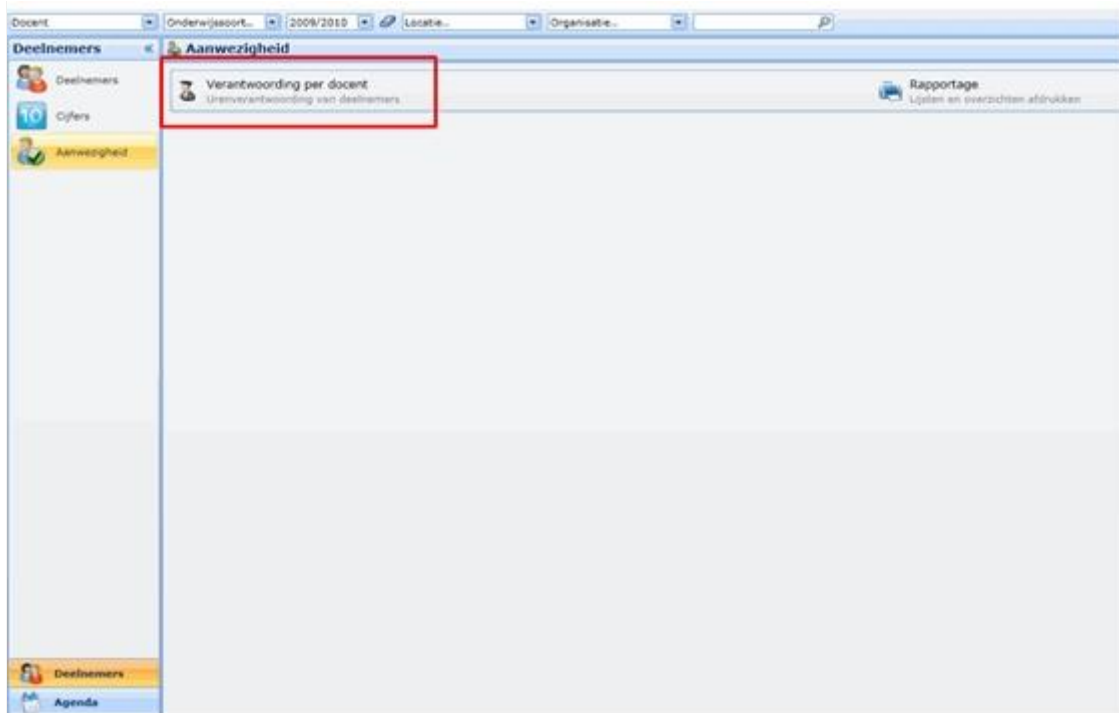 Docent
Onderwijssoort...
2009/2010
Locatie...
Organisatie...
Deelnemers «
Aanwezigheid
Deelnemers
Verantwoording per docent
Urenverantwoording van deelnemers
Rapportage
Lijsten en overzichten afdrukken
10
Cijfers
Aanwezigheid
Deelnemers
Agenda